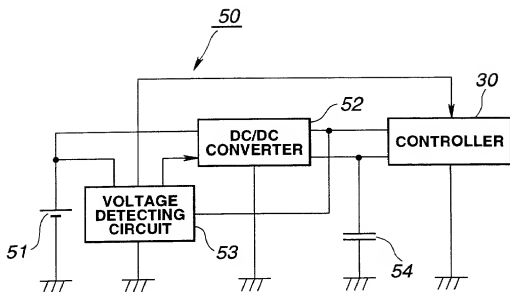 50
52
30
DC/DC
CONVERTER
CONTROLLER
VOLTAGE
DETECTING
CIRCUIT
51
53
54